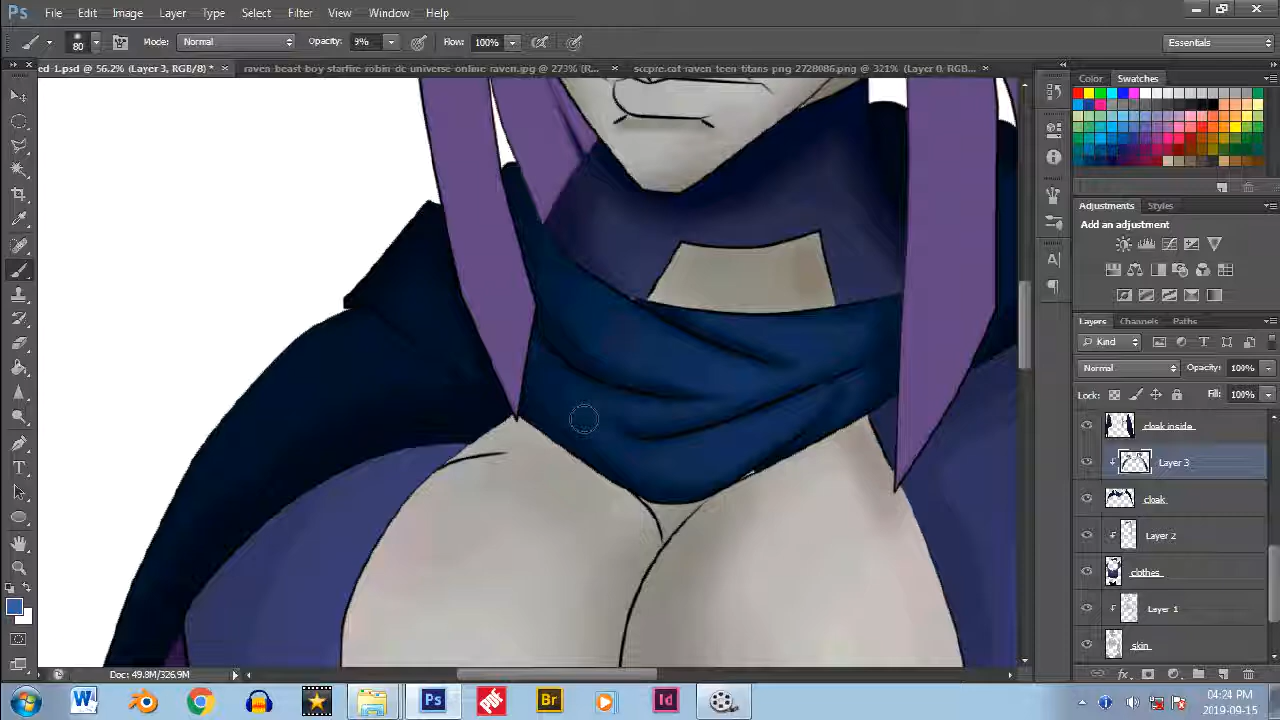 Ps File Edit Image Layer Type Select Filter View Window Help
80 Mode: Normal Opacity: 9% Flow: 100% Essentials
ed-1.psd @ 56.2% (Layer 3, RGB/8) * × raven-beast-boy-starfire-robin-dc-universe-online-raven.jpg @ 273% (R... × sccpre.cat-raven-teen-titans-png-2728086.png @ 321% (Layer 0, RGB... ×
Color Swatches
Adjustments Styles
Add an adjustment
Layers Channels Paths
Kind
Normal Opacity: 100%
Lock: Fill: 100%
cloak inside
Layer 3
cloak
Layer 2
clothes
Layer 1
skin
Doc: 49.8M/326.9M
W Ps Br Id
04:24 PM
2019-09-15